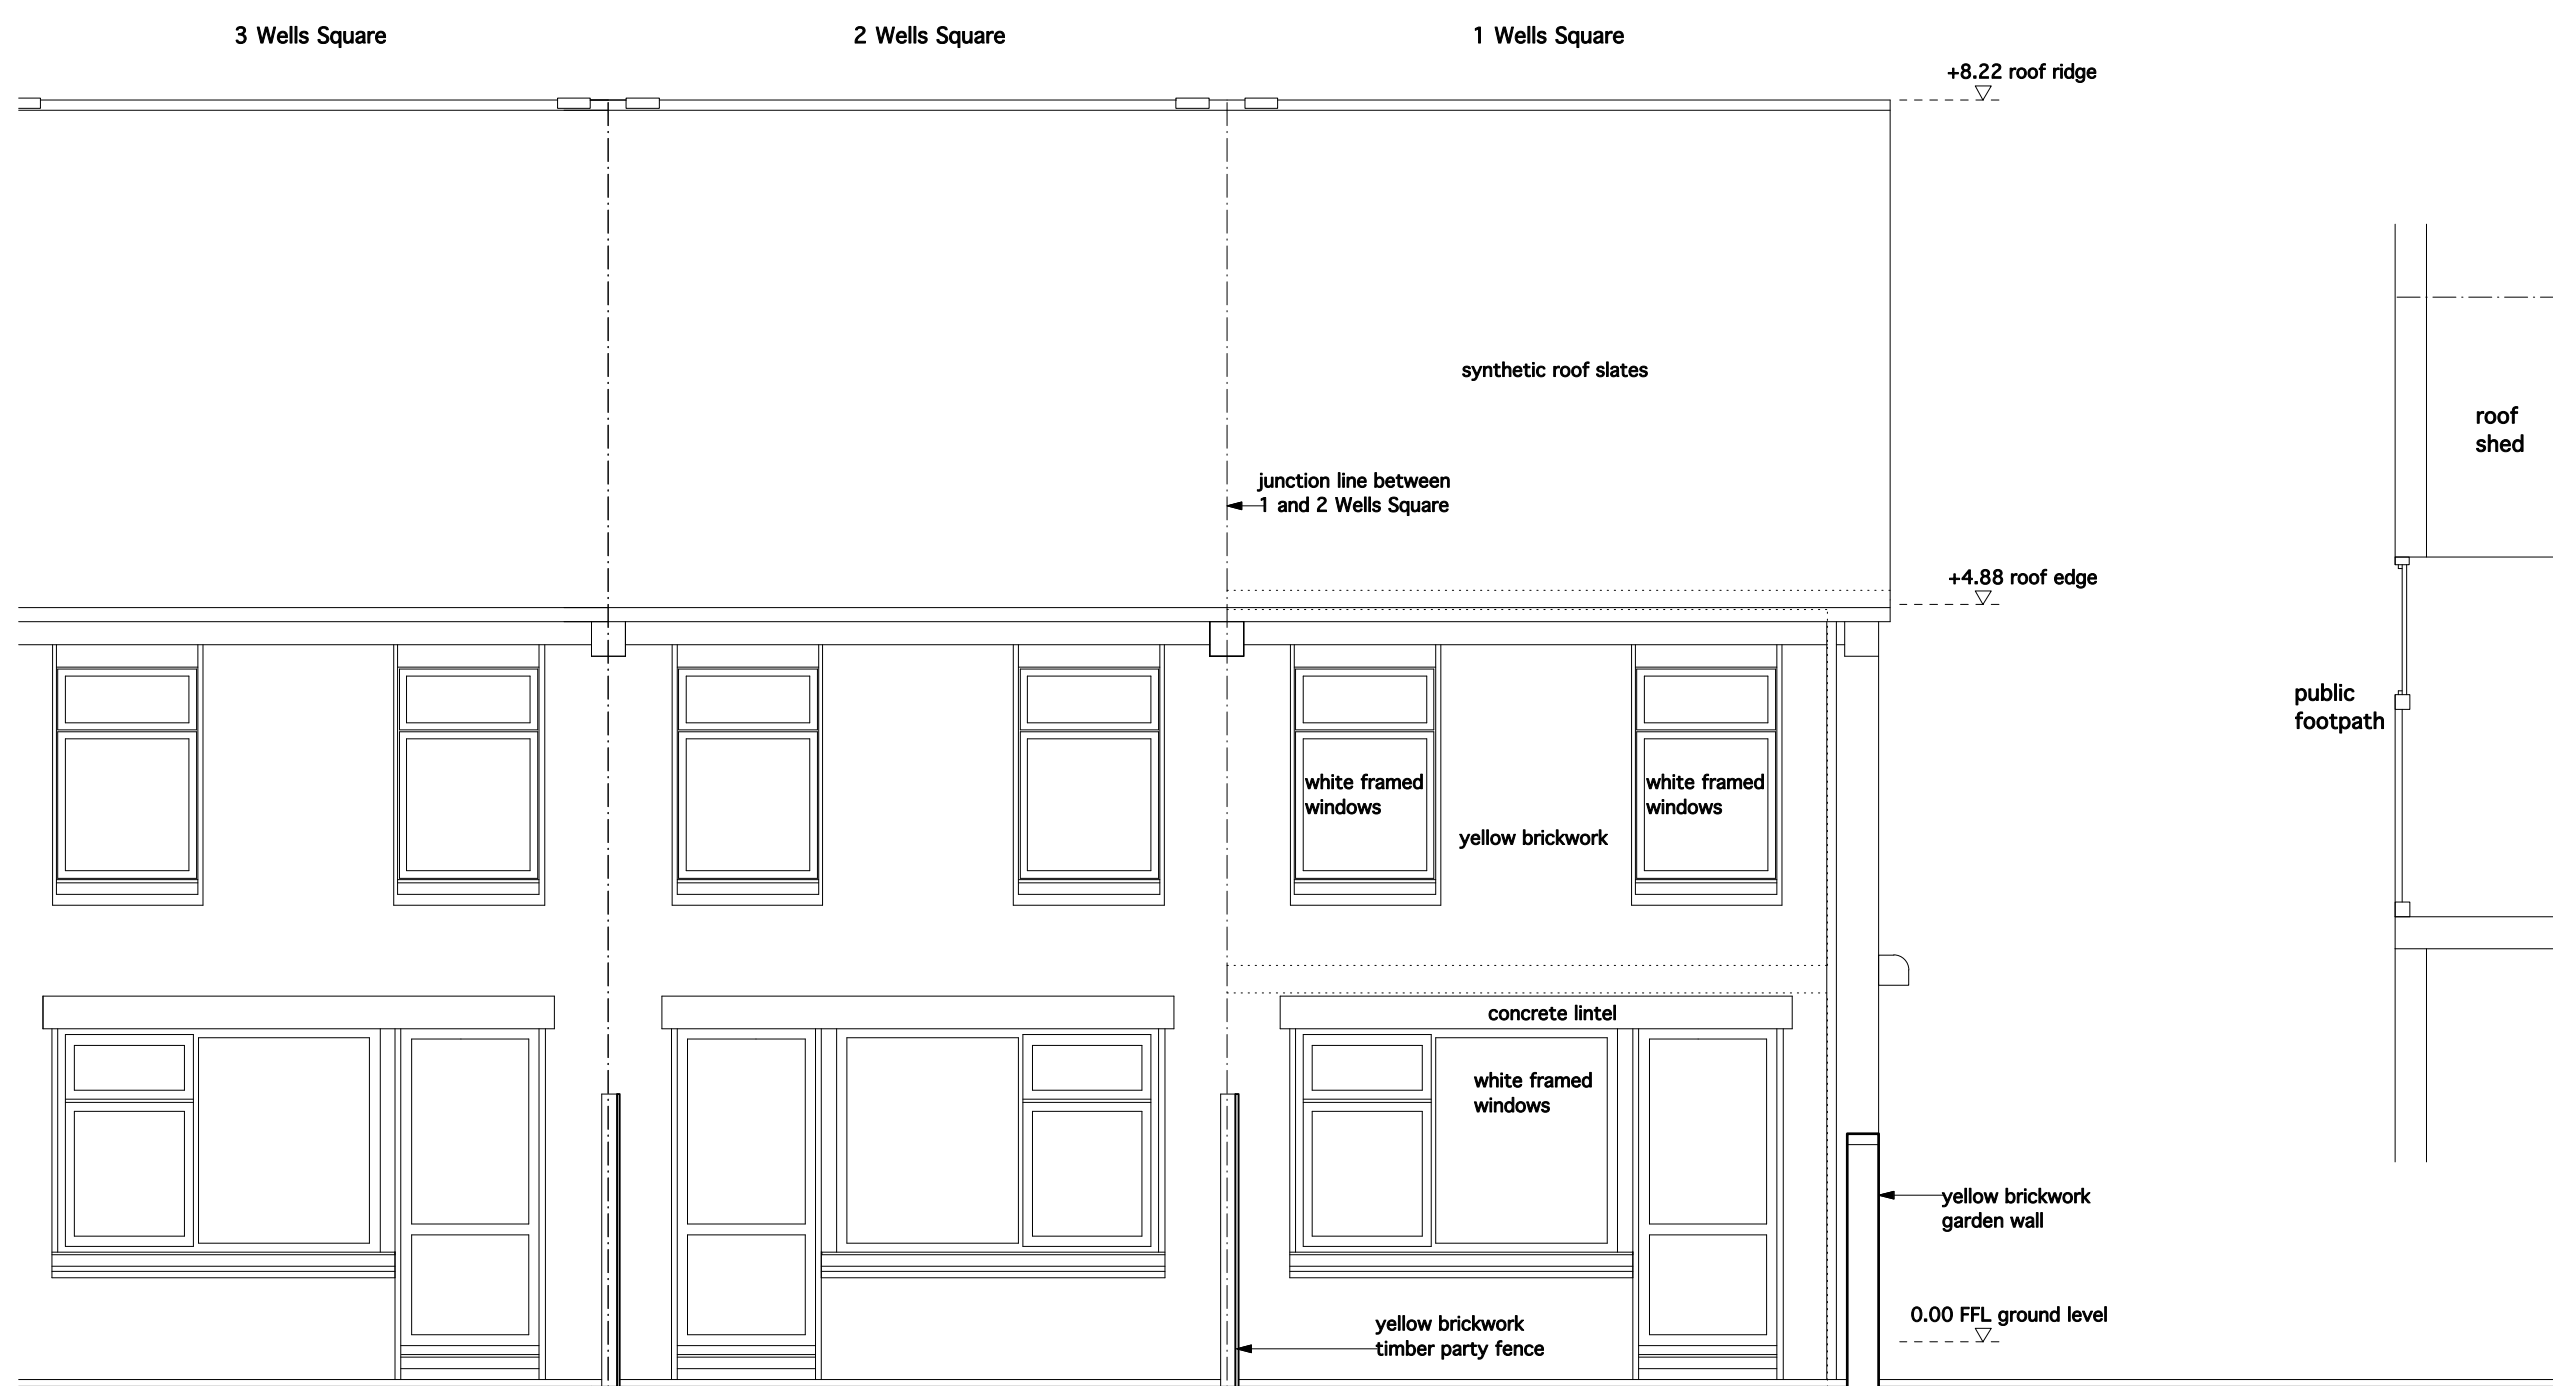 3 Wells Square
2 Wells Square
1 Wells Square
+8.22 roof ridge
synthetic roof slates
roof
shed
junction line between
1 and 2 Wells Square
+4.88 roof edge
public
footpath
white framed
windows
white framed
windows
yellow brickwork
concrete lintel
white framed
windows
yellow brickwork
garden wall
0.00 FFL ground level
yellow brickwork
timber party fence